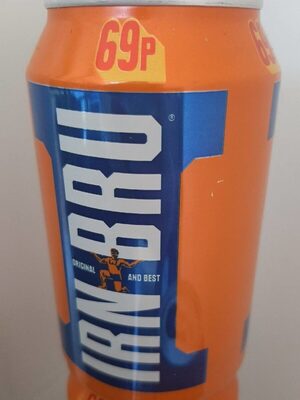 69P
IRN-BRU
®
ORIGINAL
AND BEST